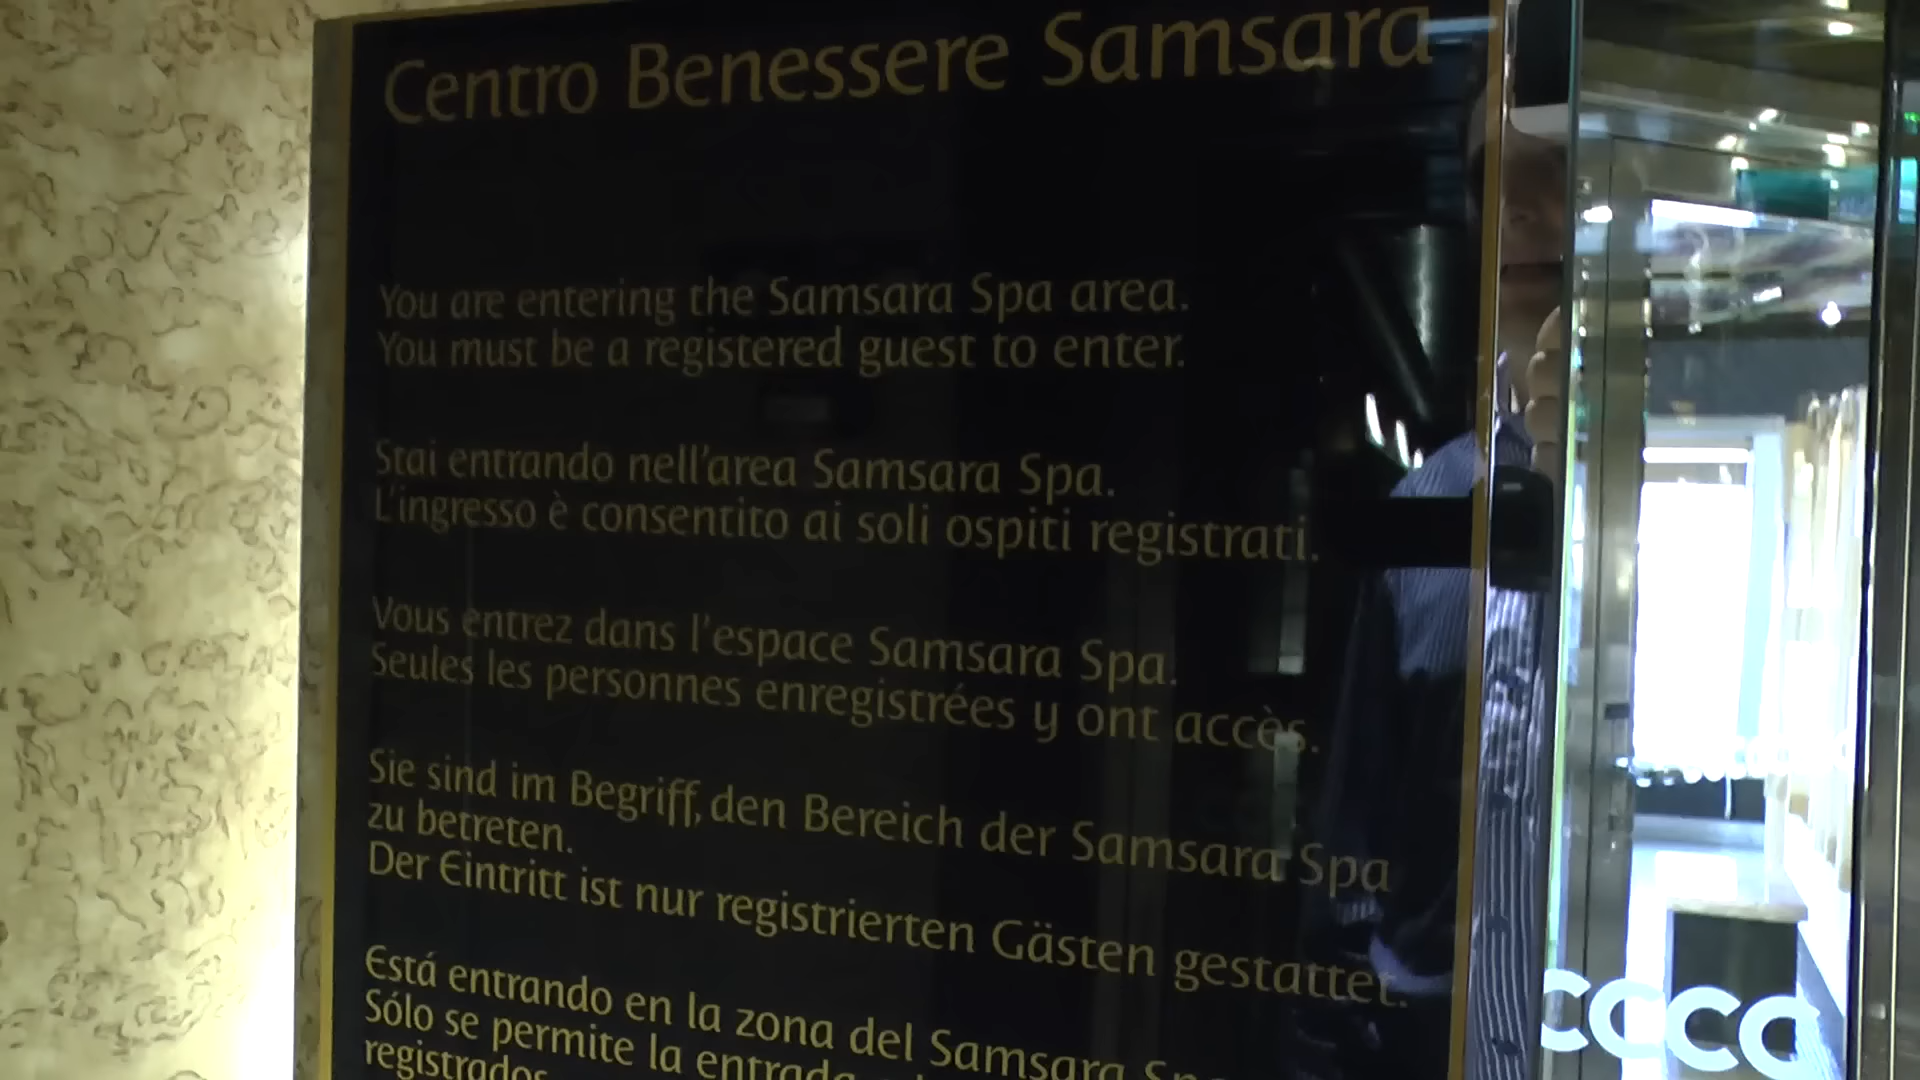 Centro Benessere Samsara
You are entering the Samsara Spa area.
You must be a registered guest to enter.
Stai entrando nell'area Samsara Spa.
L'ingresso è consentito ai soli ospiti registrati.
Vous entrez dans l'espace Samsara Spa.
Seules les personnes enregistrées y ont accès.
Sie sind im Begriff, den Bereich der Samsara Spa
zu betreten.
Der Eintritt ist nur registrierten Gästen gestattet.
Está entrando en la zona del Samsara
Sólo se permite la entrada
registrados